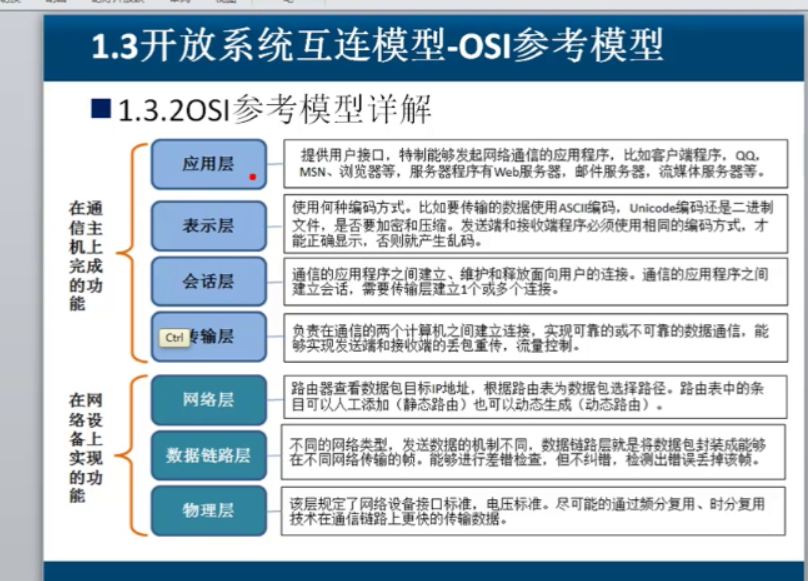 1.3开放系统互连模型-OSI参考模型
1.3.2OSI参考模型详解
在通
信主
机上
完成
的功
能
应用层
提供用户接口，特制能够发起网络通信的应用程序，比如客户端程序，QQ，
MSN、浏览器等，服务器程序有Web服务器，邮件服务器，流媒体服务器等。
表示层
使用何种编码方式。比如要传输的数据使用ASCII编码，Unicode编码还是二进制
文件，是否要加密和压缩。发送端和接收端程序必须使用相同的编码方式，才
能正确显示，否则就产生乱码。
会话层
通信的应用程序之间建立、维护和释放面向用户的连接。通信的应用程序之间
建立会话，需要传输层建立1个或多个连接。
Ctrl
传输层
负责在通信的两个计算机之间建立连接，实现可靠的或不可靠的数据通信，能
够实现发送端和接收端的丢包重传，流量控制。
在网
络设
备上
实现
的功
能
网络层
路由器查看数据包目标IP地址，根据路由表为数据包选择路径。路由表中的条
目可以人工添加（静态路由）也可以动态生成（动态路由）。
数据链路层
不同的网络类型，发送数据的机制不同，数据链路层就是将数据包封装成能够
在不同网络传输的帧。能够进行差错检查，但不纠错，检测出错误丢掉该帧。
物理层
该层规定了网络设备接口标准，电压标准。尽可能的通过频分复用、时分复用
技术在通信链路上更快的传输数据。